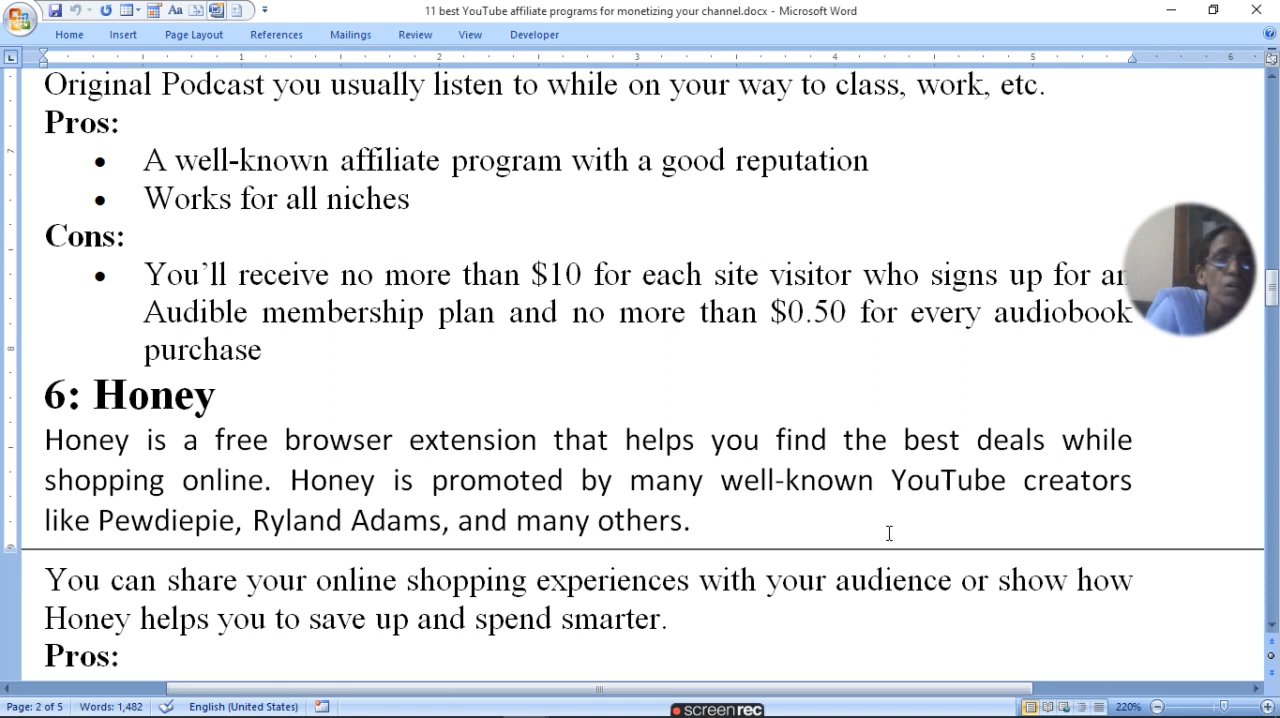 11 best YouTube affiliate programs for monetizing your channel.docx - Microsoft Word
Home Insert Page Layout References Mailings Review View Developer
1 2 3 4 5 6
Original Podcast you usually listen to while on your way to class, work, etc.
Pros:
• A well-known affiliate program with a good reputation
• Works for all niches
Cons:
• You’ll receive no more than $10 for each site visitor who signs up for an
Audible membership plan and no more than $0.50 for every audiobook
purchase
6: Honey
Honey is a free browser extension that helps you find the best deals while
shopping online. Honey is promoted by many well-known YouTube creators
like Pewdiepie, Ryland Adams, and many others.
You can share your online shopping experiences with your audience or show how
Honey helps you to save up and spend smarter.
Pros:
Page: 2 of 5 Words: 1,482 English (United States) 220%
screenrec